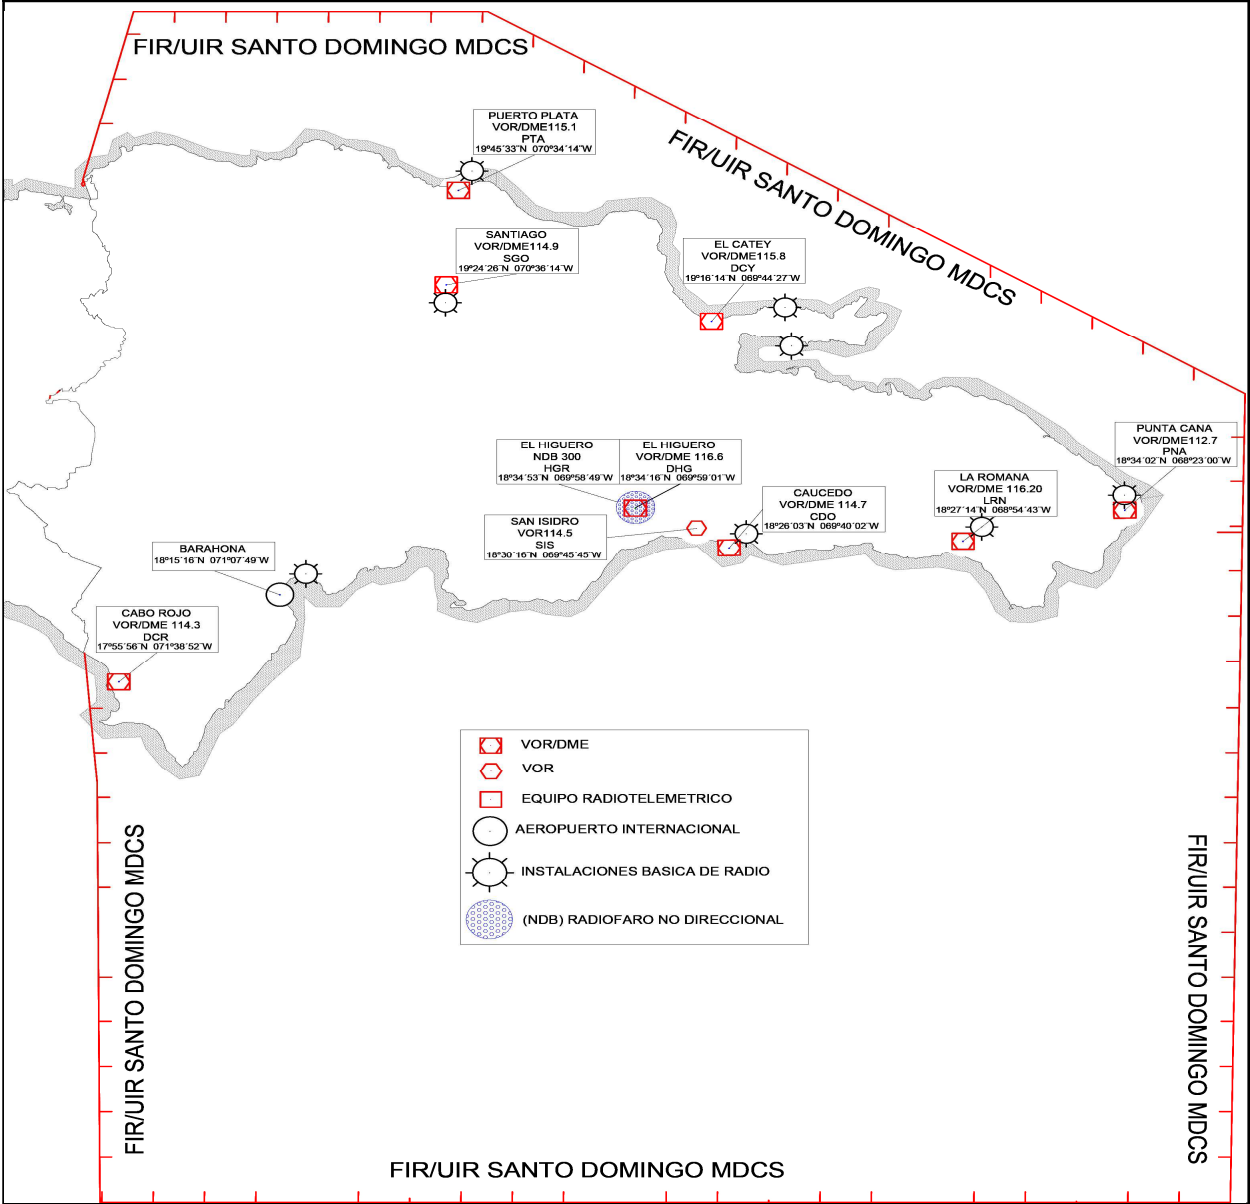 FIR/UIR SANTO DOMINGO MDCS
FIR/UIR SANTO DOMINGO MDCS
PUERTO PLATA
VOR/DME115.1
PTA
19º45´33¨N 070º34´14¨W
SANTIAGO
VOR/DME114.9
SGO
19º24´26¨N 070º36´14¨W
EL CATEY
VOR/DME115.8
DCY
19º16´14¨N 069º44´27¨W
EL HIGUERO
NDB 300
HGR
18º34´53¨N 069º58´49¨W
EL HIGUERO
VOR/DME 116.6
DHG
18º34´16¨N 069º59´01¨W
PUNTA CANA
VOR/DME112.7
PNA
18º34´02¨N 068º23´00¨W
LA ROMANA
VOR/DME 116.20
LRN
18º27´14¨N 068º54´43¨W
CAUCEDO
VOR/DME 114.7
CDO
18º26´03¨N 069º40´02¨W
SAN ISIDRO
VOR114.5
SIS
18º30´16¨N 069º45´45¨W
BARAHONA
18º15´16¨N 071º07´49¨W
CABO ROJO
VOR/DME 114.3
DCR
17º55´56¨N 071º38´52¨W
VOR/DME
VOR
EQUIPO RADIOTELEMETRICO
AEROPUERTO INTERNACIONAL
INSTALACIONES BASICA DE RADIO
(NDB) RADIOFARO NO DIRECCIONAL
FIR/UIR SANTO DOMINGO MDCS
FIR/UIR SANTO DOMINGO MDCS
FIR/UIR SANTO DOMINGO MDCS